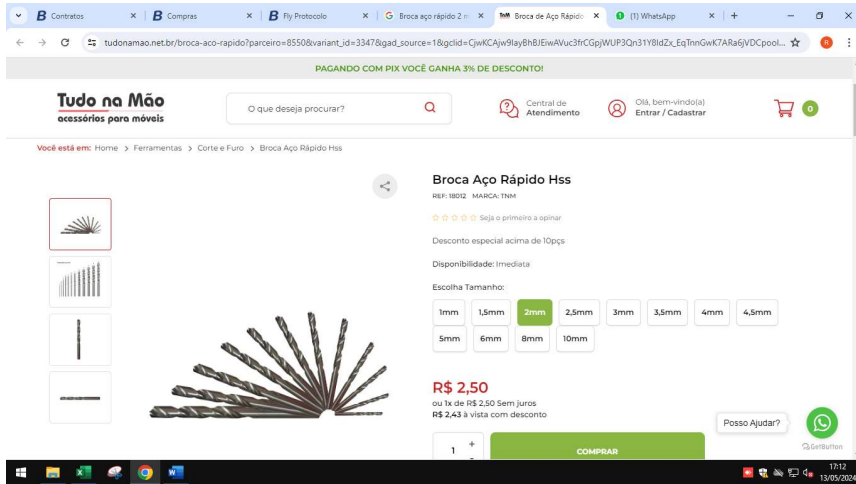 Contratos
Compras
Fly Protocolo
Broca aço rápido 2 m
TNM Broca de Aço Rápido
(1) WhatsApp
tudonamao.net.br/broca-aco-rapido?parceiro=8550&variant_id=3347&gad_source=1&gclid=
R
PAGANDO COM PIX VOCÊ GANHA 3% DE DESCONTO!
Tudo na Mão
acessórios para móveis
O que deseja procurar?
Central de
Atendimento
Olá, bem-vindo(a)
Entrar / Cadastrar
0
Você está em: Home > Ferramentas > Corte e Furo > Broca Aço Rápido Hss
Broca Aço Rápido Hss
REF: 18012 MARCA: TNM
Seja o primeiro a opinar
Desconto especial acima de 10pçs
Disponibilidade: Imediata
Escolha Tamanho:
1mm 1,5mm 2mm 2,5mm 3mm 3,5mm 4mm 4,5mm
5mm 6mm 8mm 10mm
R$ 2,50
ou 1x de R$ 2,50 Sem juros
R$ 2,43 à vista com desconto
Posso Ajudar?
GetButton
1 +
-
COMPRAR
17:12
13/05/2024